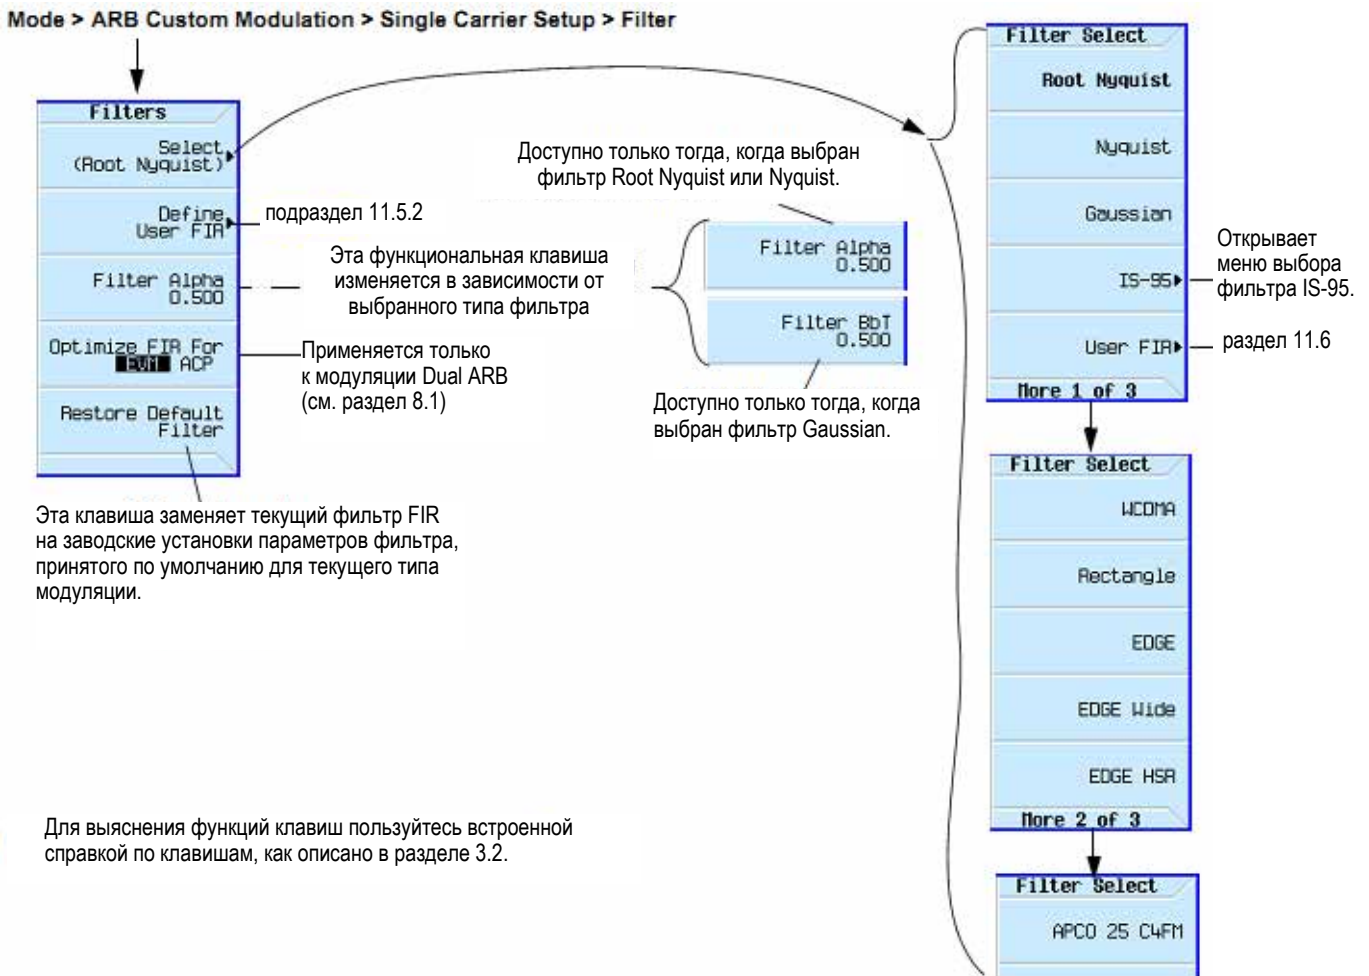 Mode > ARB Custom Modulation > Single Carrier Setup > Filter
Filters
Select
(Root Nyquist)
Define
User FIR
Filter Alpha
0.500
Optimize FIR For
EVM ACP
Restore Default
Filter
подраздел 11.5.2
Эта функциональная клавиша
изменяется в зависимости от
выбранного типа фильтра
Применяется только
к модуляции Dual ARB
(см. раздел 8.1)
Эта клавиша заменяет текущий фильтр FIR
на заводские установки параметров фильтра,
принятого по умолчанию для текущего типа
модуляции.
Доступно только тогда, когда выбран
фильтр Root Nyquist или Nyquist.
Filter Alpha
0.500
Filter BbT
0.500
Доступно только тогда, когда
выбран фильтр Gaussian.
Filter Select
Root Nyquist
Nyquist
Gaussian
IS-95
User FIR
More 1 of 3
Открывает
меню выбора
фильтра IS-95.
раздел 11.6
Filter Select
WCDMA
Rectangle
EDGE
EDGE Wide
EDGE HSR
More 2 of 3
Filter Select
APCO 25 C4FM
Для выяснения функций клавиш пользуйтесь встроенной
справкой по клавишам, как описано в разделе 3.2.